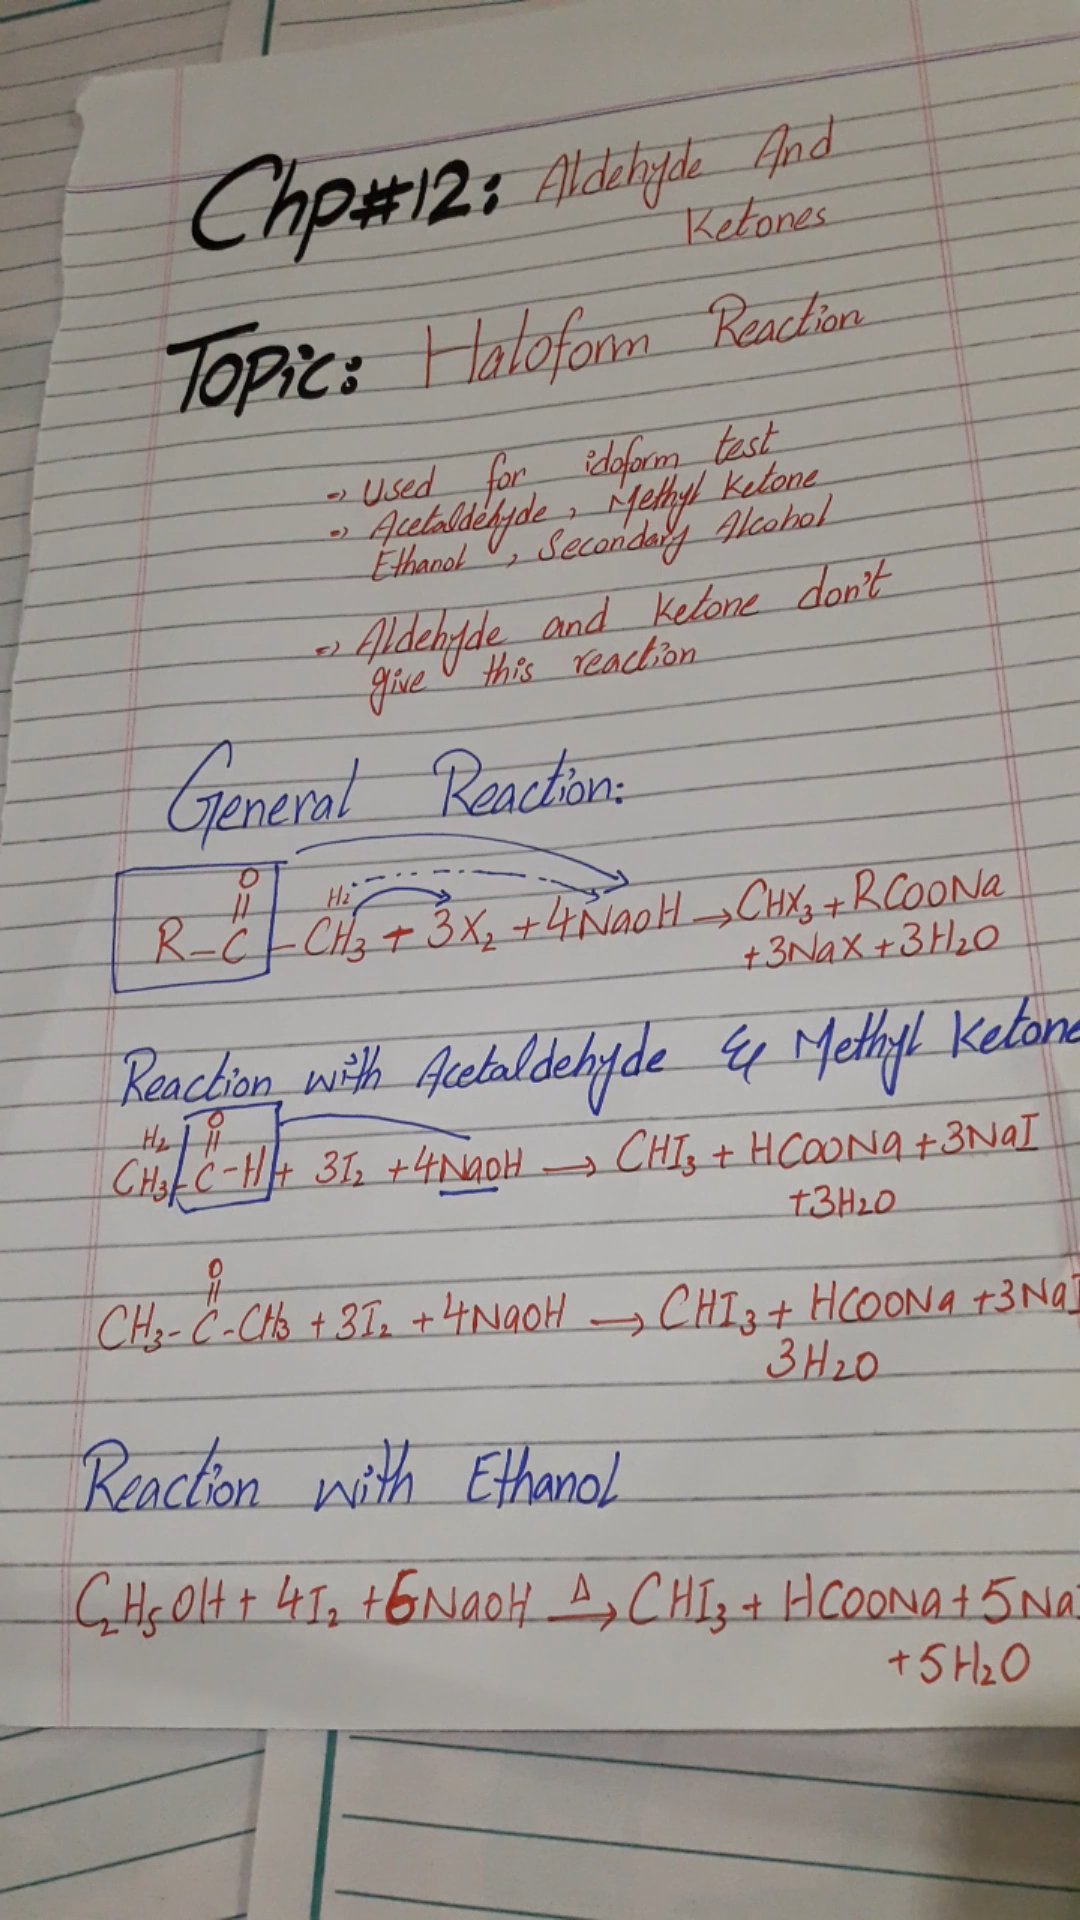 Chp#12: Aldehyde And
Ketones
Topic: Haloform Reaction
=> Used for idoform test
=> Acetaldehyde, Methyl Ketone
Ethanol, Secondary Alcohol
=> Aldehyde and Ketone don't
give this reaction
General Reaction:
O
||
H₂
R–C–CH₃ + 3X₂ + 4NaOH → CHX₃ + RCOONa
+3NaX + 3H₂O
Reaction with Acetaldehyde & Methyl Ketone
H₂ O
||
CH₃–C–H + 3I₂ + 4NaOH → CHI₃ + HCOONa + 3NaI
+3H₂O
O
||
CH₃–C–CH₃ + 3I₂ + 4NaOH → CHI₃ + HCOONa + 3NaI
3H₂O
Reaction with Ethanol
C₂H₅OH + 4I₂ + 6NaOH Δ→ CHI₃ + HCOONa + 5Na
+5H₂O